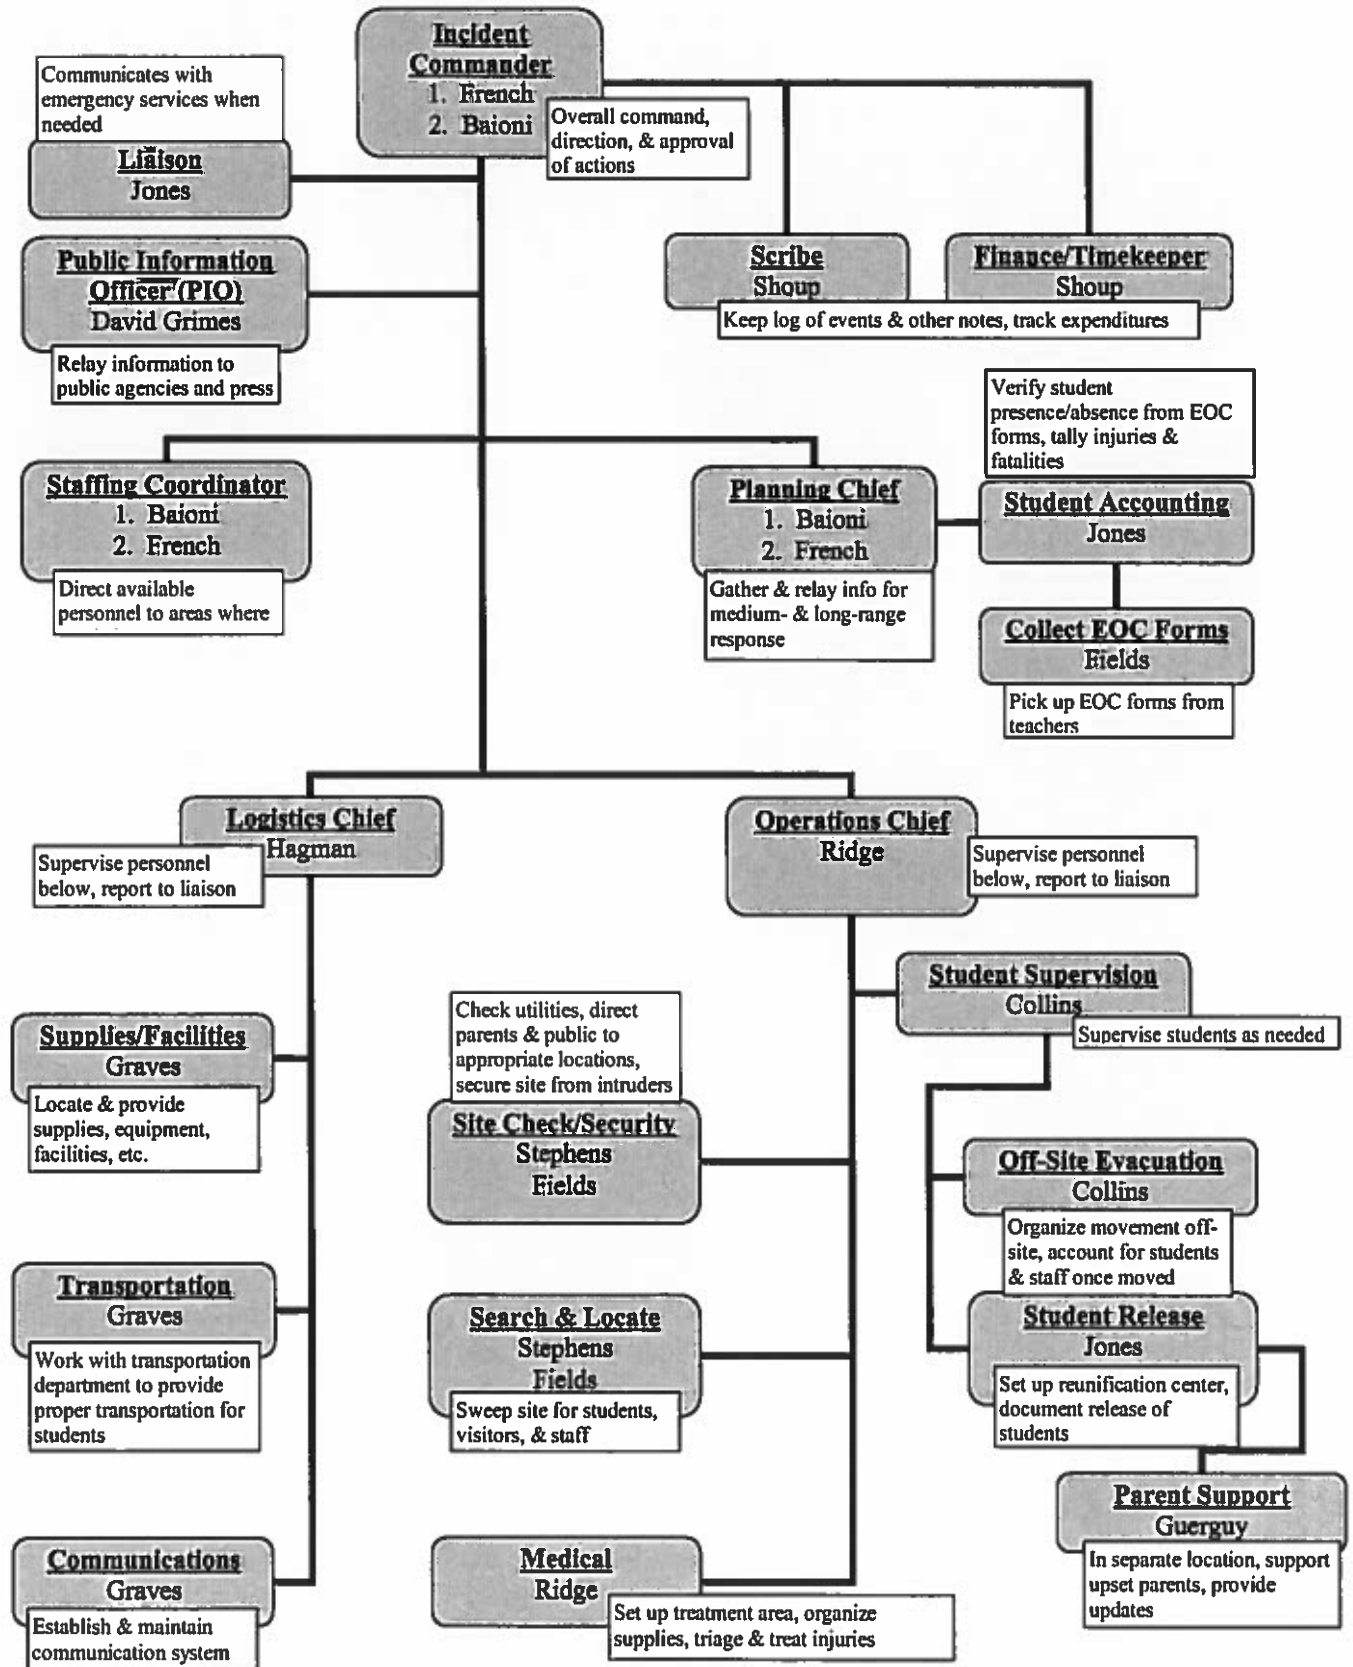 Incident
Commander
1. French
2. Baioni
Overall command,
direction, & approval
of actions
Communicates with
emergency services when
needed
Liaison
Jones
Public Information
Officer (PIO)
David Grimes
Relay information to
public agencies and press
Scribe
Shoup
Finance/Timekeeper
Shoup
Keep log of events & other notes, track expenditures
Staffing Coordinator
1. Baioni
2. French
Direct available
personnel to areas where
Planning Chief
1. Baioni
2. French
Gather & relay info for
medium- & long-range
response
Verify student
presence/absence from EOC
forms, tally injuries &
fatalities
Student Accounting
Jones
Collect EOC Forms
Fields
Pick up EOC forms from
teachers
Logistics Chief
Hagman
Supervise personnel
below, report to liaison
Operations Chief
Ridge
Supervise personnel
below, report to liaison
Supplies/Facilities
Graves
Locate & provide
supplies, equipment,
facilities, etc.
Transportation
Graves
Work with transportation
department to provide
proper transportation for
students
Communications
Graves
Establish & maintain
communication system
Check utilities, direct
parents & public to
appropriate locations,
secure site from intruders
Site Check/Security
Stephens
Fields
Search & Locate
Stephens
Fields
Sweep site for students,
visitors, & staff
Medical
Ridge
Set up treatment area, organize
supplies, triage & treat injuries
Student Supervision
Collins
Supervise students as needed
Off-Site Evacuation
Collins
Organize movement off-
site, account for students
& staff once moved
Student Release
Jones
Set up reunification center,
document release of
students
Parent Support
Guerguy
In separate location, support
upset parents, provide
updates